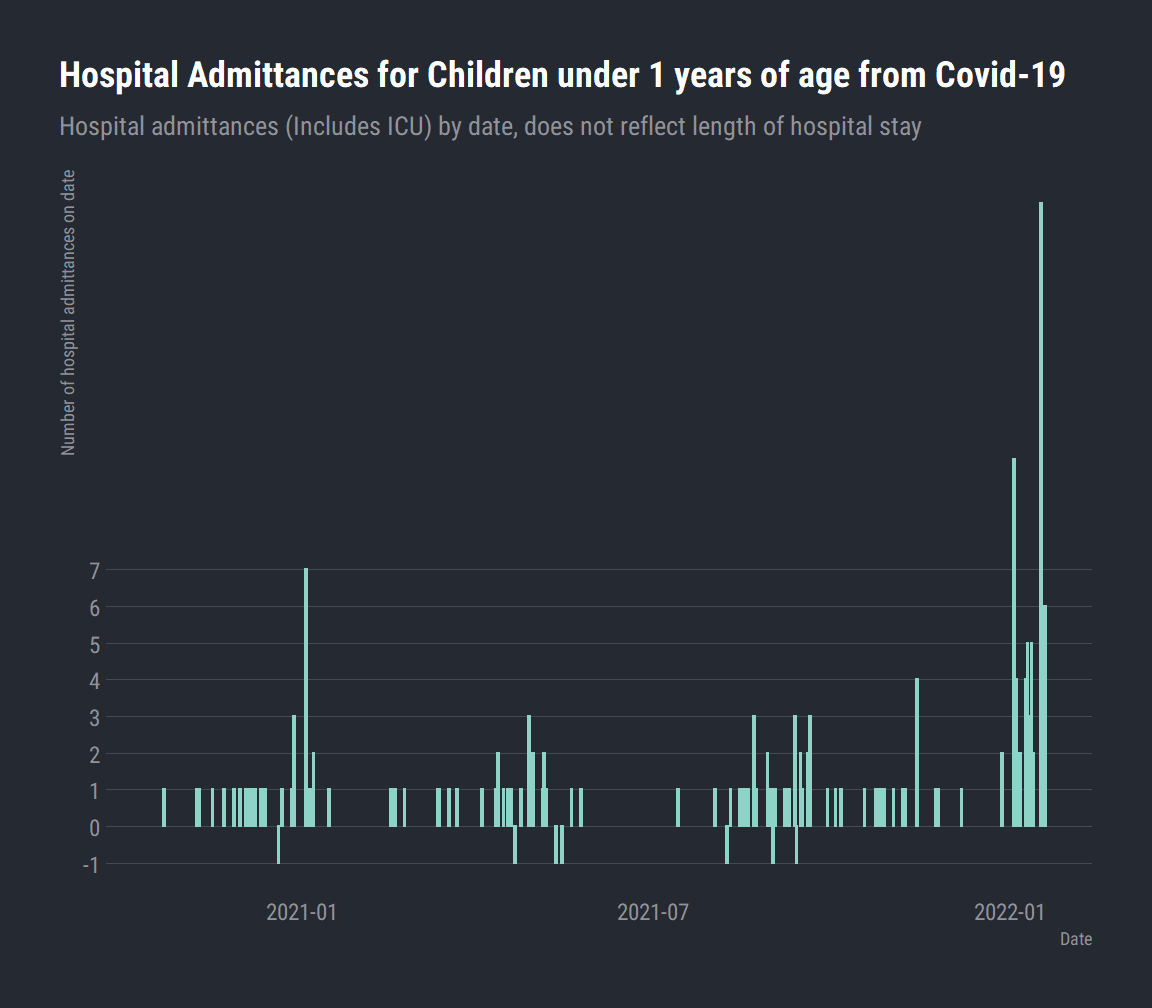 Hospital Admittances for Children under 1 years of age from Covid-19
Hospital admittances (Includes ICU) by date, does not reflect length of hospital stay
Number of hospital admittances on date
7
6
5
4
3
2
1
0
-1
2021-01 2021-07 2022-01
Date